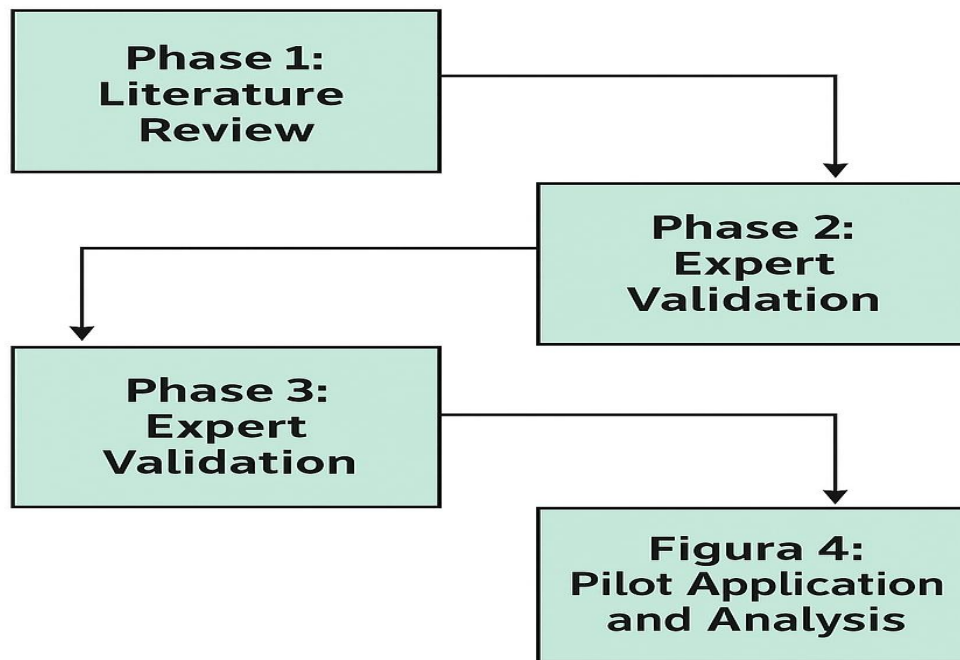 Phase 1:
Literature
Review
Phase 2:
Expert
Validation
Phase 3:
Expert
Validation
Figura 4:
Pilot Application
and Analysis